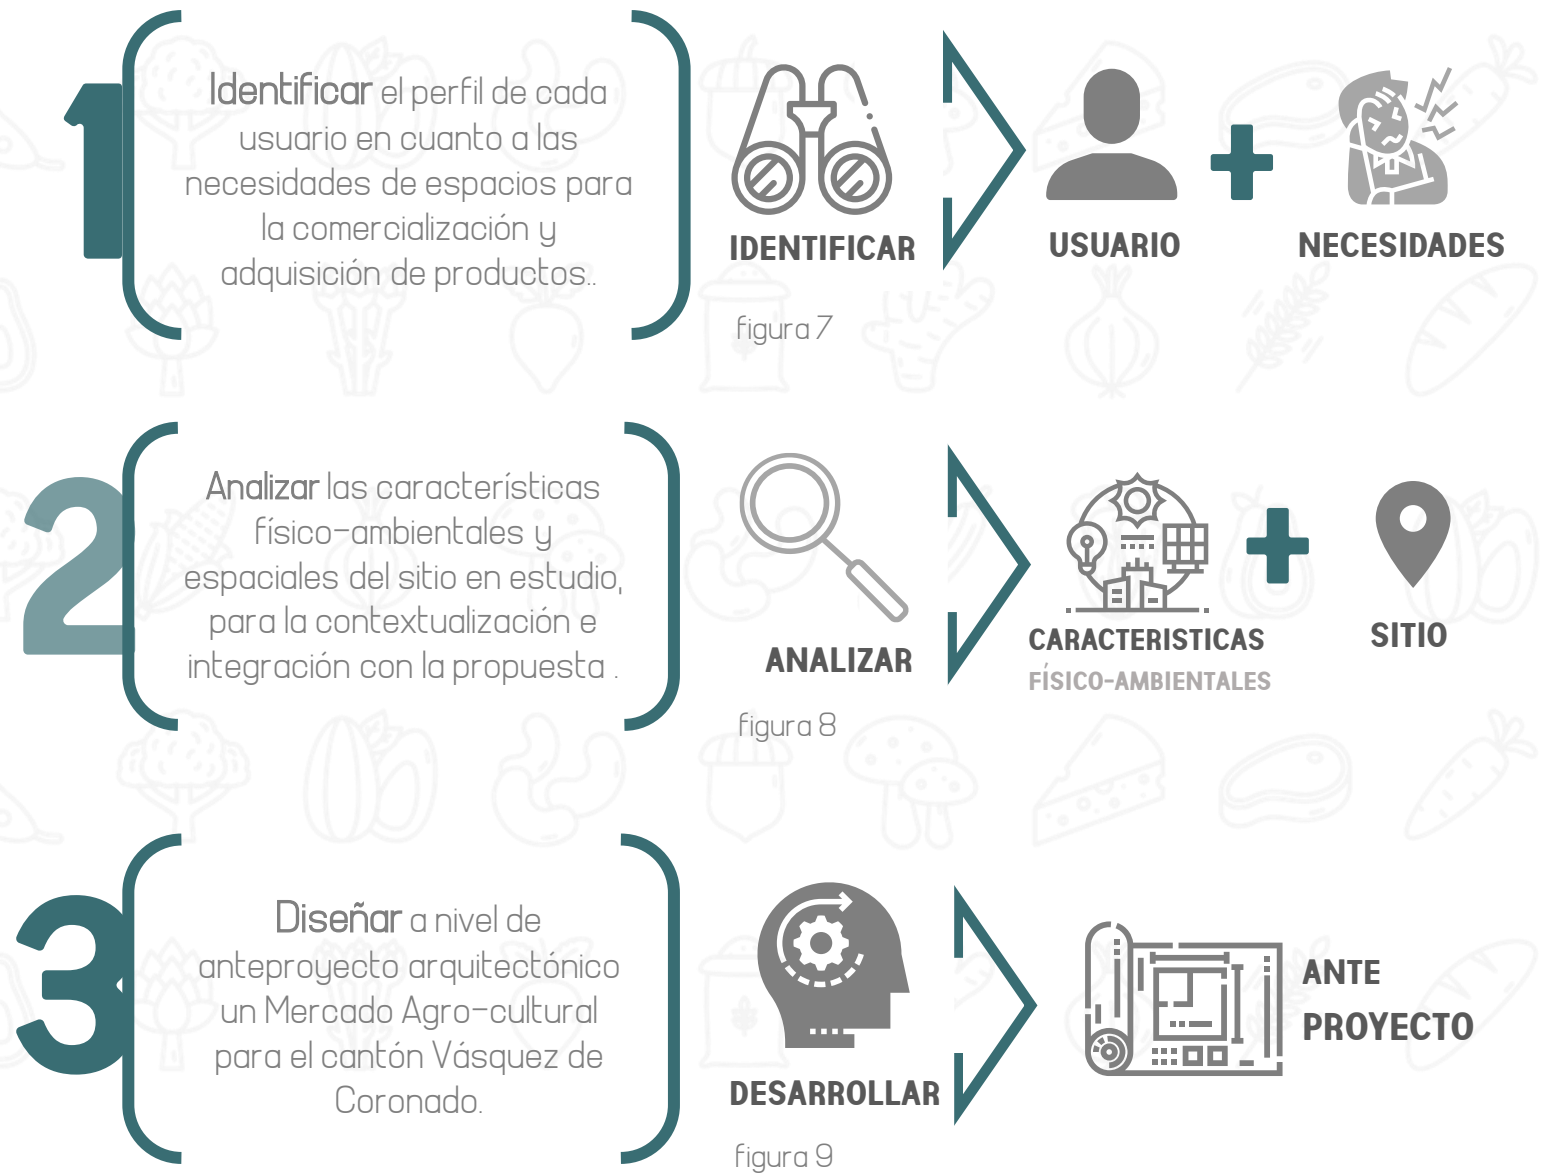 1
Identificar el perfil de cada
usuario en cuanto a las
necesidades de espacios para
la comercialización y
adquisición de productos..
IDENTIFICAR
USUARIO
NECESIDADES
figura 7
2
Analizar las características
físico-ambientales y
espaciales del sitio en estudio,
para la contextualización e
integración con la propuesta .
ANALIZAR
CARACTERISTICAS
FÍSICO-AMBIENTALES
SITIO
figura 8
3
Diseñar a nivel de
anteproyecto arquitectónico
un Mercado Agro-cultural
para el cantón Vásquez de
Coronado.
DESARROLLAR
ANTE
PROYECTO
figura 9